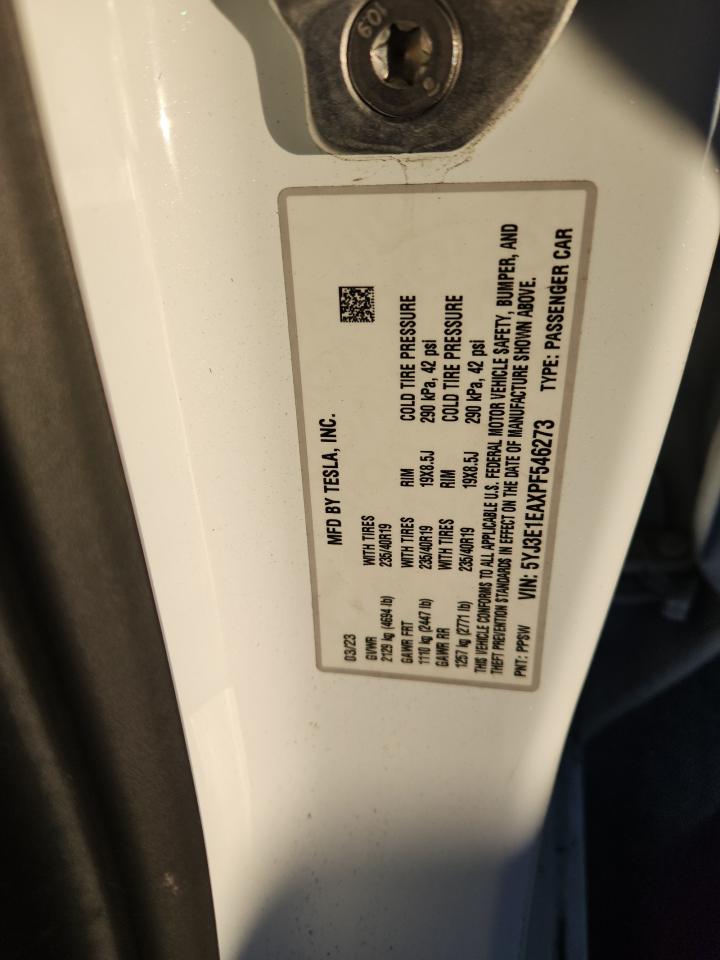 109
MFD BY TESLA, INC.
03/23
GVWR WITH TIRES
2129 kg (4694 lb) 235/40R19
GAWR FRT WITH TIRES RIM COLD TIRE PRESSURE
1110 kg (2447 lb) 235/40R19 19X8.5J 290 kPa, 42 psi
GAWR RR WITH TIRES RIM COLD TIRE PRESSURE
1257 kg (2771 lb) 235/40R19 19X8.5J 290 kPa, 42 psi
THIS VEHICLE CONFORMS TO ALL APPLICABLE U.S. FEDERAL MOTOR VEHICLE SAFETY, BUMPER, AND
THEFT PREVENTION STANDARDS IN EFFECT ON THE DATE OF MANUFACTURE SHOWN ABOVE.
PNT: PPSW VIN: 5YJ3E1EAXPF546273 TYPE: PASSENGER CAR